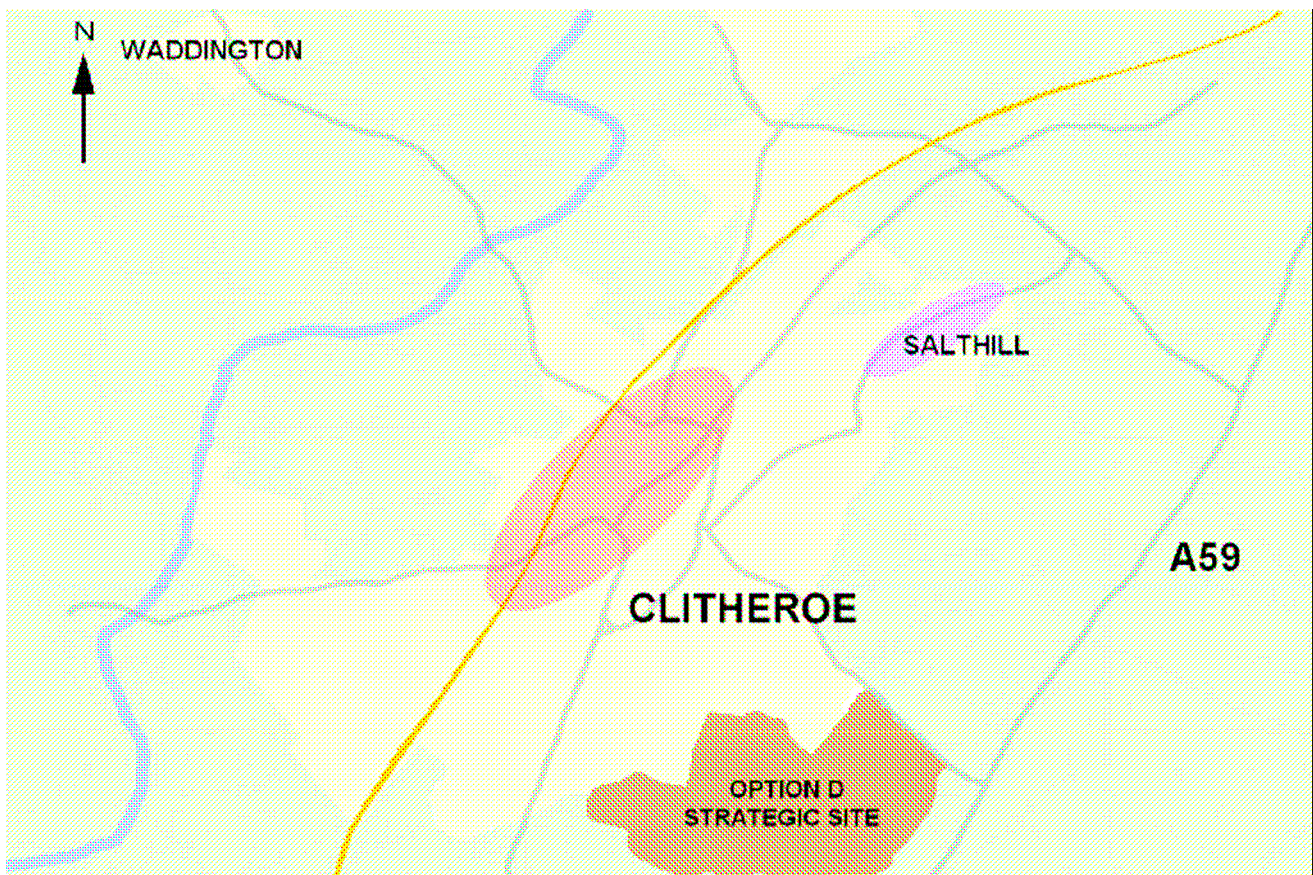 N
WADDINGTON
SALTHILL
A59
CLITHEROE
OPTION D
STRATEGIC SITE